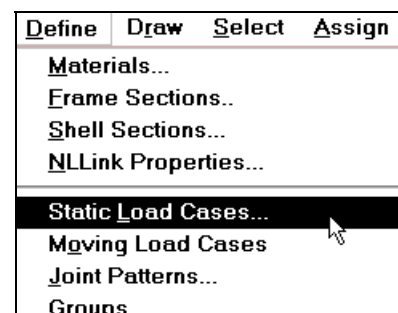 Define Draw Select Assign
Materials...
Frame Sections..
Shell Sections...
NLLink Properties...
Static Load Cases...
Moving Load Cases
Joint Patterns...
Groups